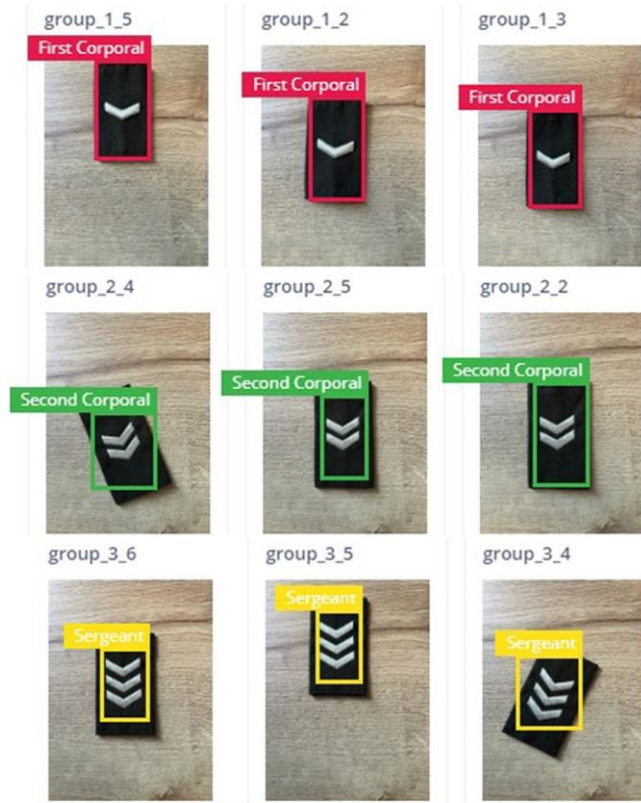 group_1_5
group_1_2
group_1_3
First Corporal
First Corporal
First Corporal
group_2_4
group_2_5
group_2_2
Second Corporal
Second Corporal
Second Corporal
group_3_6
group_3_5
group_3_4
Sergeant
Sergeant
Sergeant